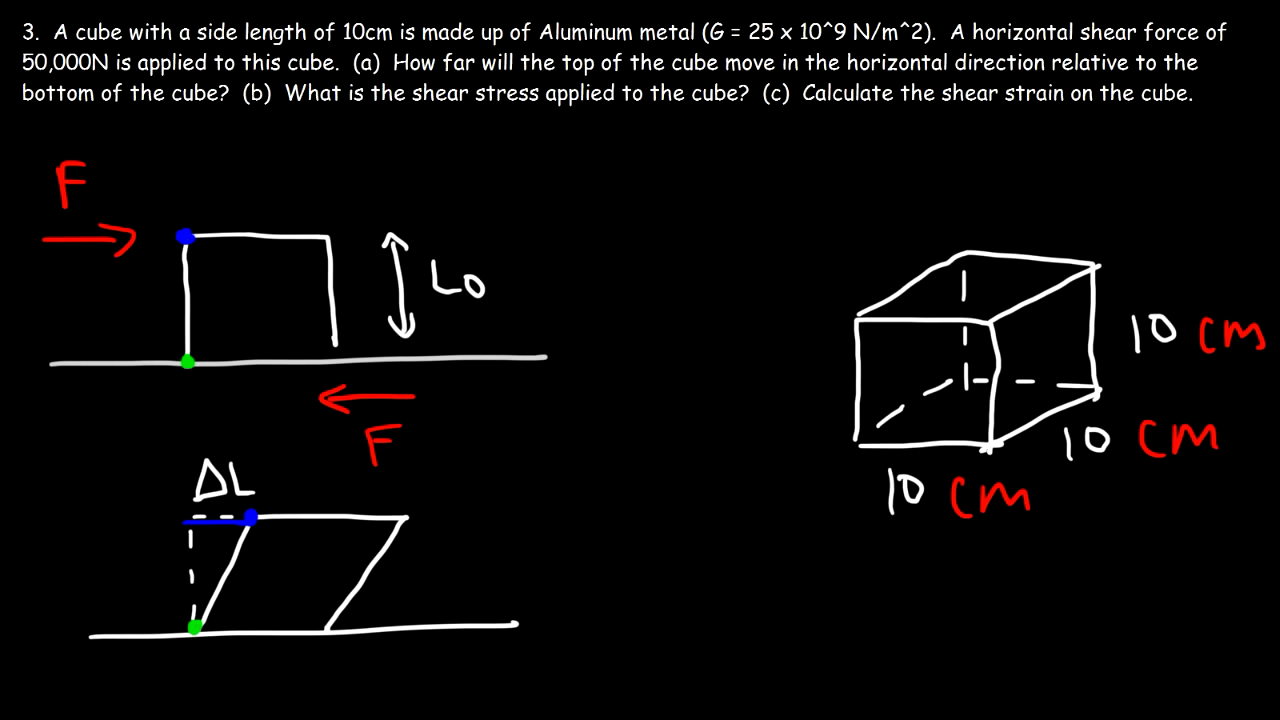 3. A cube with a side length of 10cm is made up of Aluminum metal (G = 25 x 10^9 N/m^2). A horizontal shear force of
50,000N is applied to this cube. (a) How far will the top of the cube move in the horizontal direction relative to the
bottom of the cube? (b) What is the shear stress applied to the cube? (c) Calculate the shear strain on the cube.
F
Lo
10 cm
F
10 cm
ΔL
10 cm